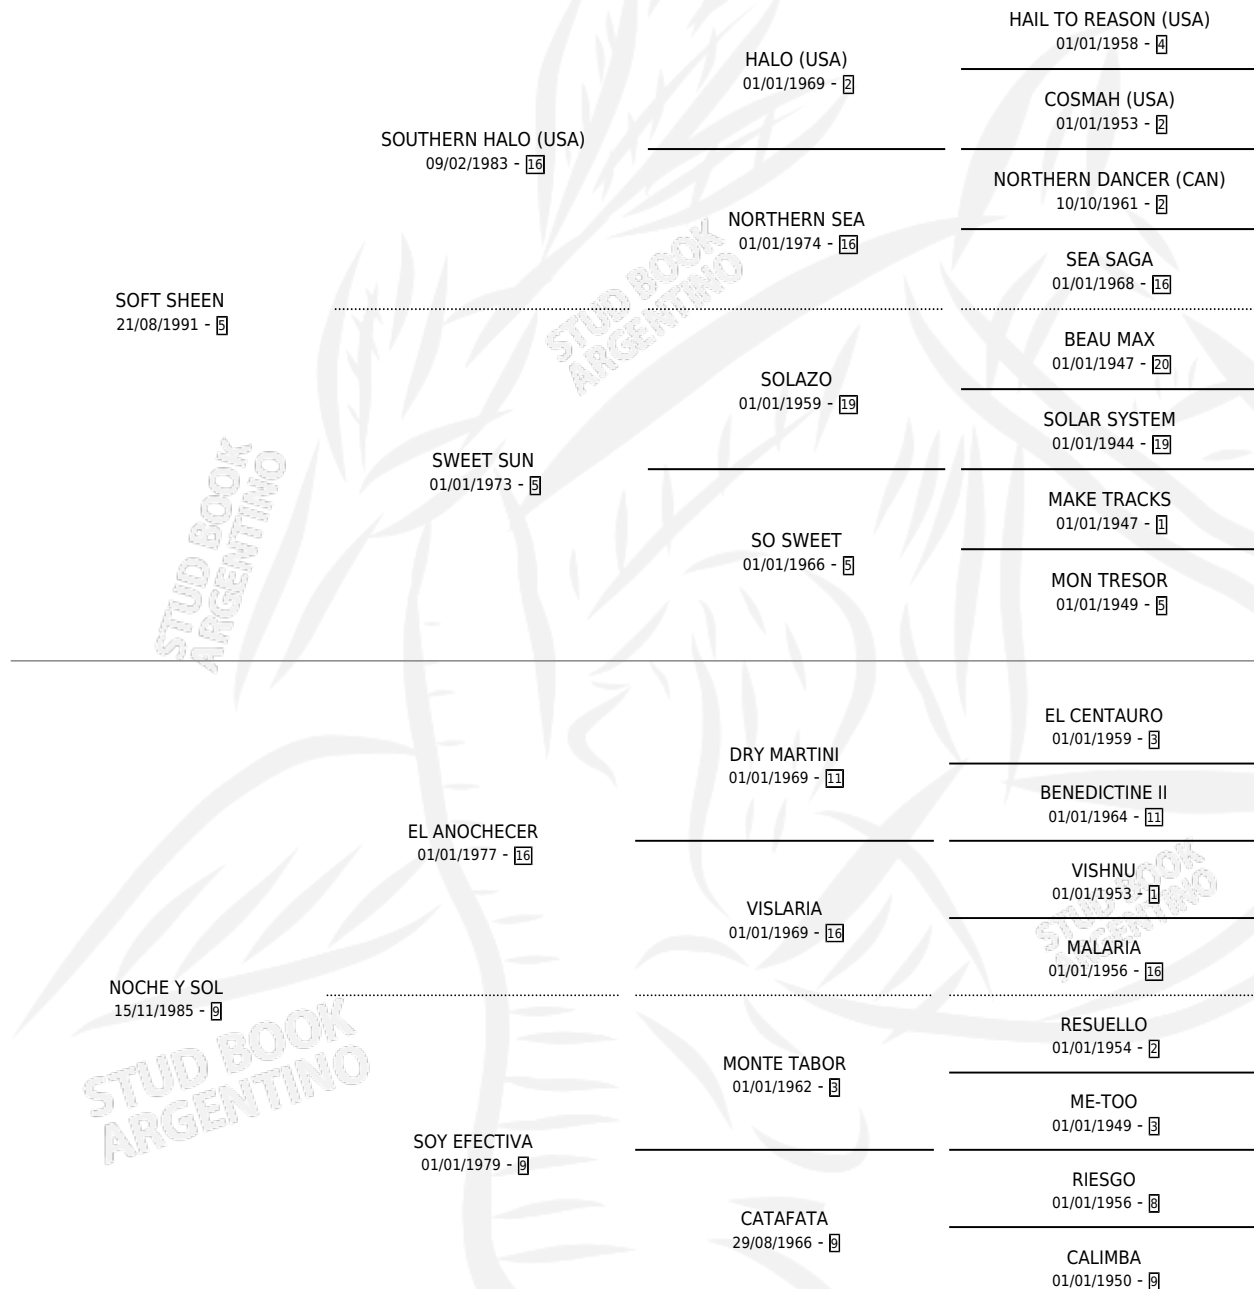 HAIL TO REASON (USA)
01/01/1958 - 4
HALO (USA)
01/01/1969 - 2
COSMAH (USA)
01/01/1953 - 2
SOUTHERN HALO (USA)
09/02/1983 - 16
NORTHERN DANCER (CAN)
10/10/1961 - 2
NORTHERN SEA
01/01/1974 - 16
SEA SAGA
01/01/1968 - 16
SOFT SHEEN
21/08/1991 - 5
BEAU MAX
01/01/1947 - 20
SOLAZO
01/01/1959 - 19
SOLAR SYSTEM
01/01/1944 - 19
SWEET SUN
01/01/1973 - 5
MAKE TRACKS
01/01/1947 - 1
SO SWEET
01/01/1966 - 5
MON TRESOR
01/01/1949 - 5
EL CENTAURO
01/01/1959 - 3
DRY MARTINI
01/01/1969 - 11
BENEDICTINE II
01/01/1964 - 11
EL ANOCHECER
01/01/1977 - 16
VISHNU
01/01/1953 - 1
VISLARIA
01/01/1969 - 16
MALARIA
01/01/1956 - 16
NOCHE Y SOL
15/11/1985 - 9
RESUELLO
01/01/1954 - 2
MONTE TABOR
01/01/1962 - 3
ME-TOO
01/01/1949 - 3
SOY EFECTIVA
01/01/1979 - 9
RIESGO
01/01/1956 - 8
CATAFATA
29/08/1966 - 9
CALIMBA
01/01/1950 - 9
STUD BOOK
ARGENTINO
STUD BOOK
ARGENTINO
STUD BOOK
ARGENTINO
STUD BOOK
ARGENTINO